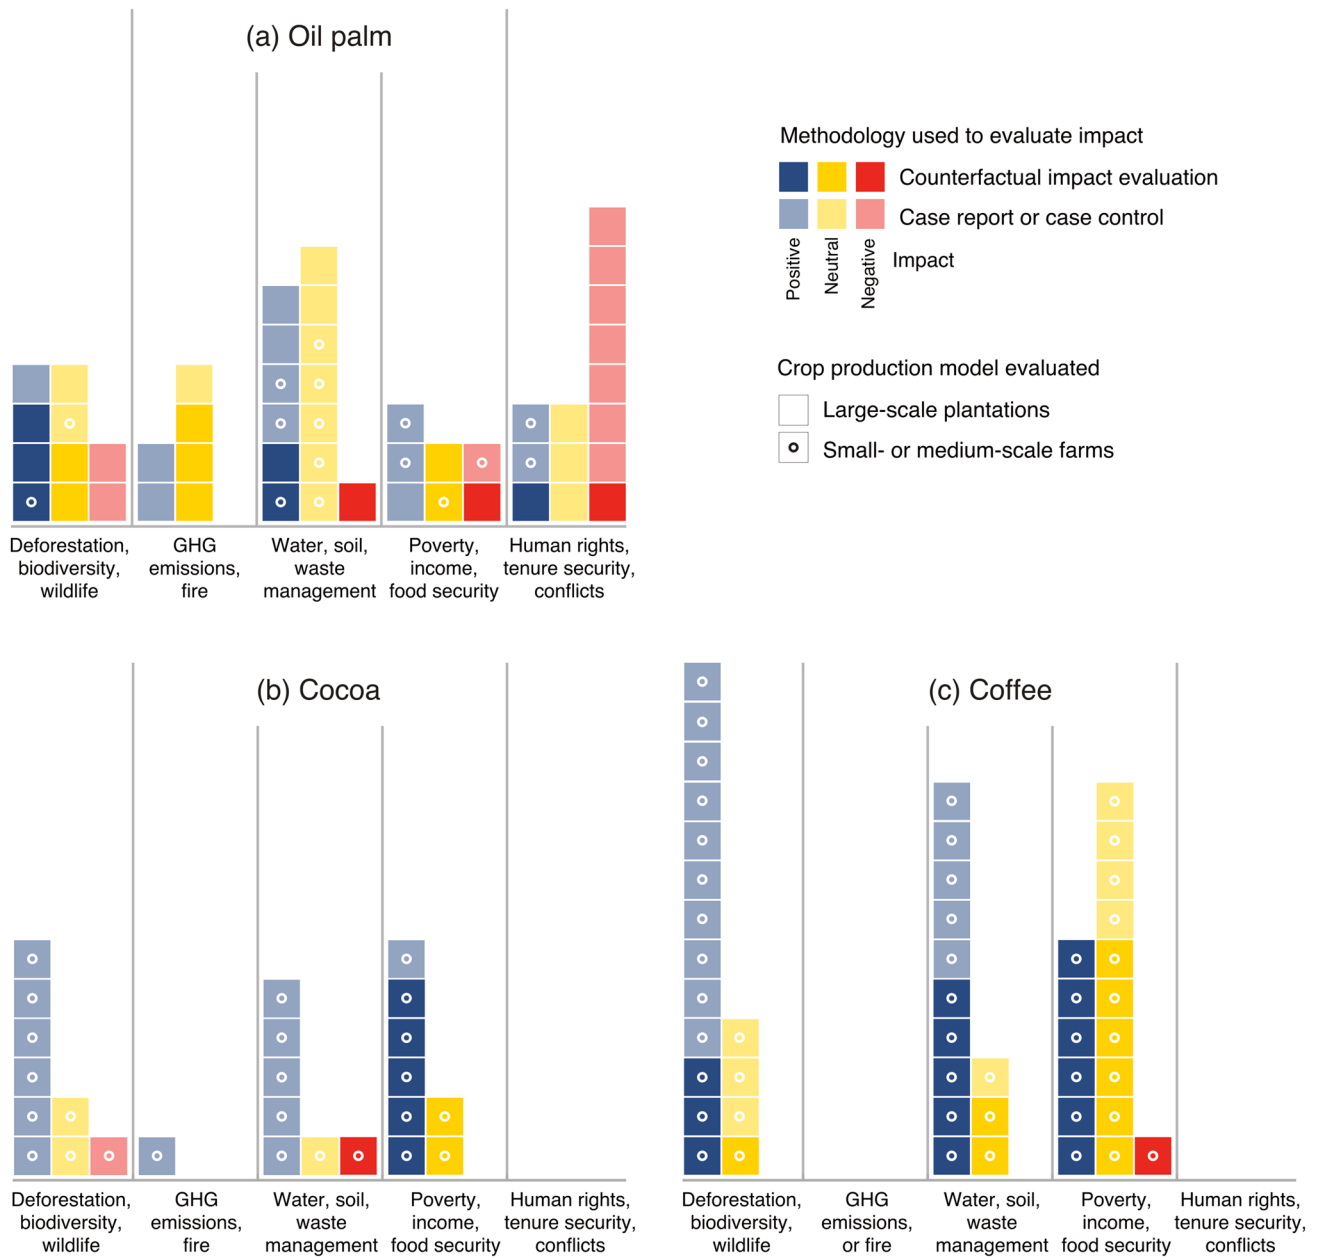 (a) Oil palm
Methodology used to evaluate impact
Counterfactual impact evaluation
Case report or case control
Positive
Neutral
Negative
Impact
Crop production model evaluated
Large-scale plantations
Small- or medium-scale farms
Deforestation,
biodiversity,
wildlife
GHG
emissions,
fire
Water, soil,
waste
management
Poverty,
income,
food security
Human rights,
tenure security,
conflicts
(b) Cocoa
Deforestation,
biodiversity,
wildlife
GHG
emissions,
fire
Water, soil,
waste
management
Poverty,
income,
food security
Human rights,
tenure security,
conflicts
(c) Coffee
Deforestation,
biodiversity,
wildlife
GHG
emissions,
or fire
Water, soil,
waste
management
Poverty,
income,
food security
Human rights,
tenure security,
conflicts